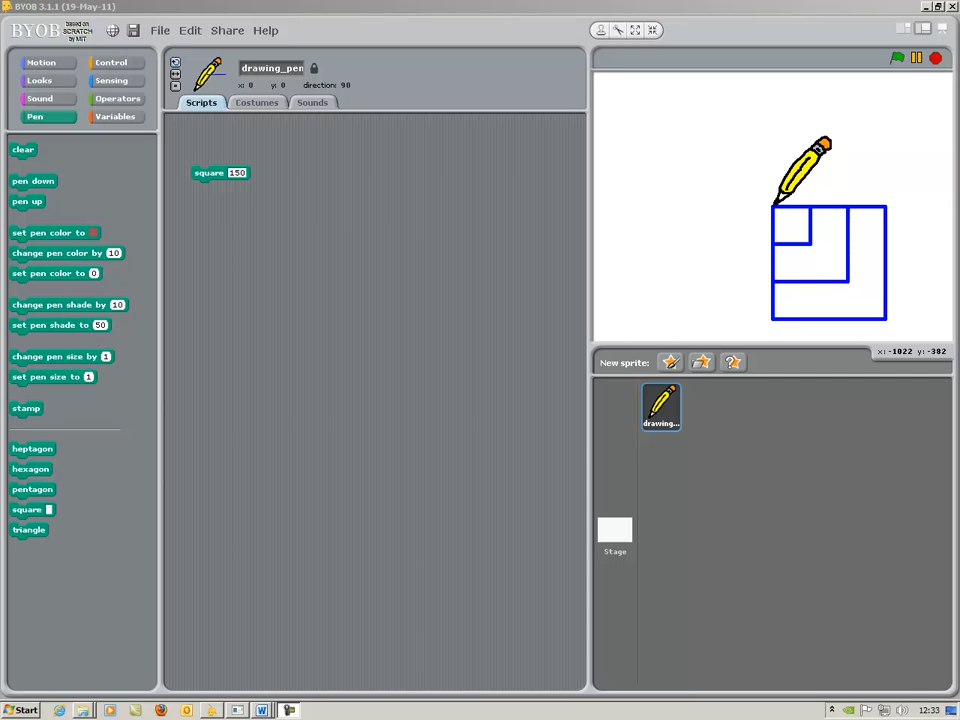 BYOB 3.1.1 (19-May-11)
BYOB based on SCRATCH by MIT
File Edit Share Help
Motion Control
Looks Sensing
Sound Operators
Pen Variables
drawing_pen
x: 0 y: 0 direction: 90
Scripts Costumes Sounds
clear
pen down
pen up
set pen color to
change pen color by 10
set pen color to 0
change pen shade by 10
set pen shade to 50
change pen size by 1
set pen size to 1
stamp
heptagon
hexagon
pentagon
square
triangle
square 150
x: -1022 y: -382
New sprite:
drawing...
Stage
Start
12:33